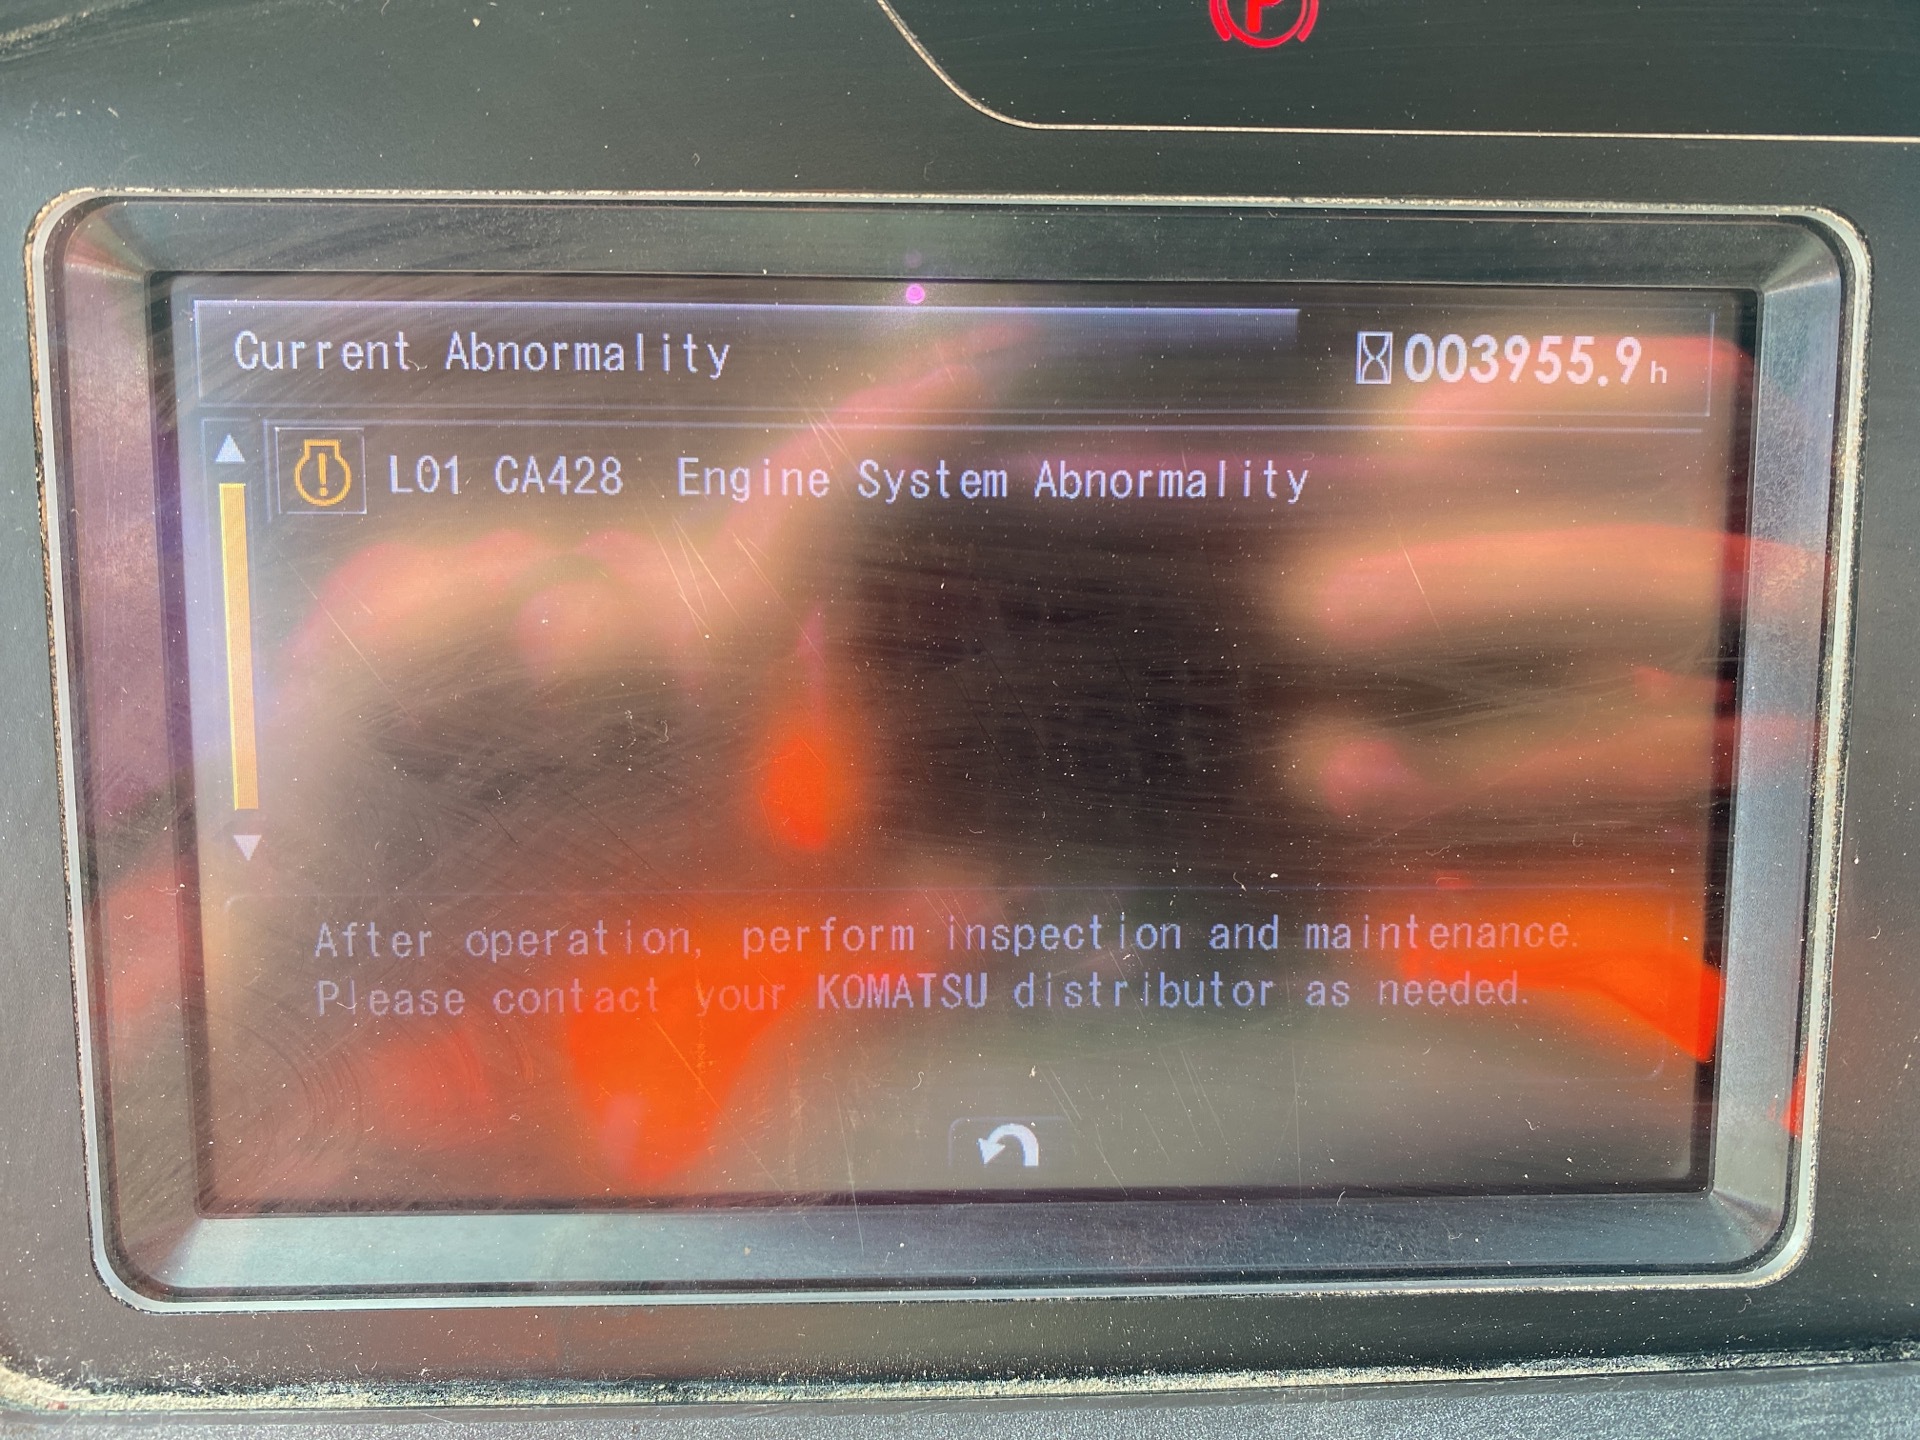 P
Current Abnormality
003955.9h
L01 CA428 Engine System Abnormality
After operation, perform inspection and maintenance.
Please contact your KOMATSU distributor as needed.